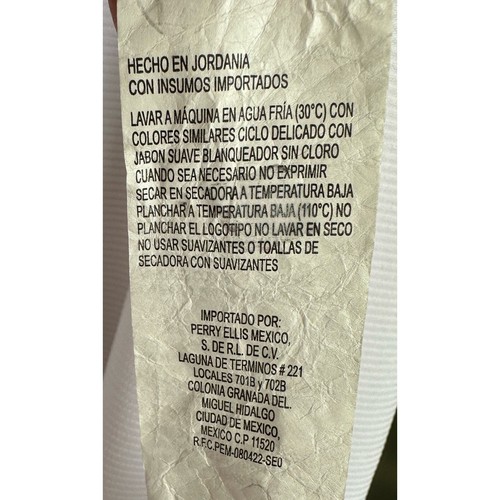 HECHO EN JORDANIA
CON INSUMOS IMPORTADOS
LAVAR A MÁQUINA EN AGUA FRÍA (30°C) CON
COLORES SIMILARES CICLO DELICADO CON
JABON SUAVE BLANQUEADOR SIN CLORO
CUANDO SEA NECESARIO NO EXPRIMIR
SECAR EN SECADORA A TEMPERATURA BAJA
PLANCHAR A TEMPERATURA BAJA (110°C) NO
PLANCHAR EL LOGOTIPO NO LAVAR EN SECO
NO USAR SUAVIZANTES O TOALLAS DE
SECADORA CON SUAVIZANTES
IMPORTADO POR:
PERRY ELLIS MEXICO,
S. DE R.L. DE C.V.
LAGUNA DE TERMINOS # 221
LOCALES 701B y 702B
COLONIA GRANADA DEL.
MIGUEL HIDALGO
CIUDAD DE MEXICO,
MEXICO C.P 11520
R.F.C.PEM-080422-SE0